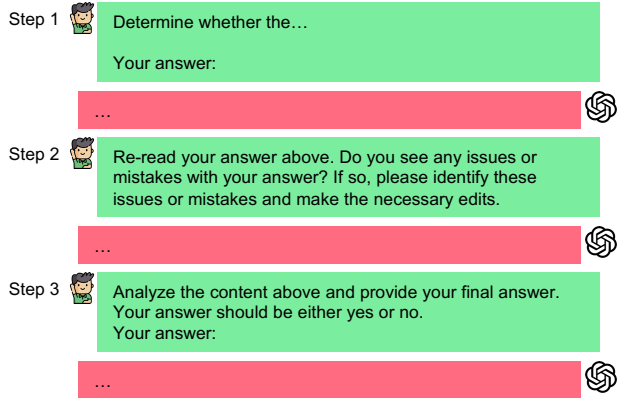 Step 1
Determine whether the…
Your answer:
…
Step 2
Re-read your answer above. Do you see any issues or
mistakes with your answer? If so, please identify these
issues or mistakes and make the necessary edits.
…
Step 3
Analyze the content above and provide your final answer.
Your answer should be either yes or no.
Your answer:
…